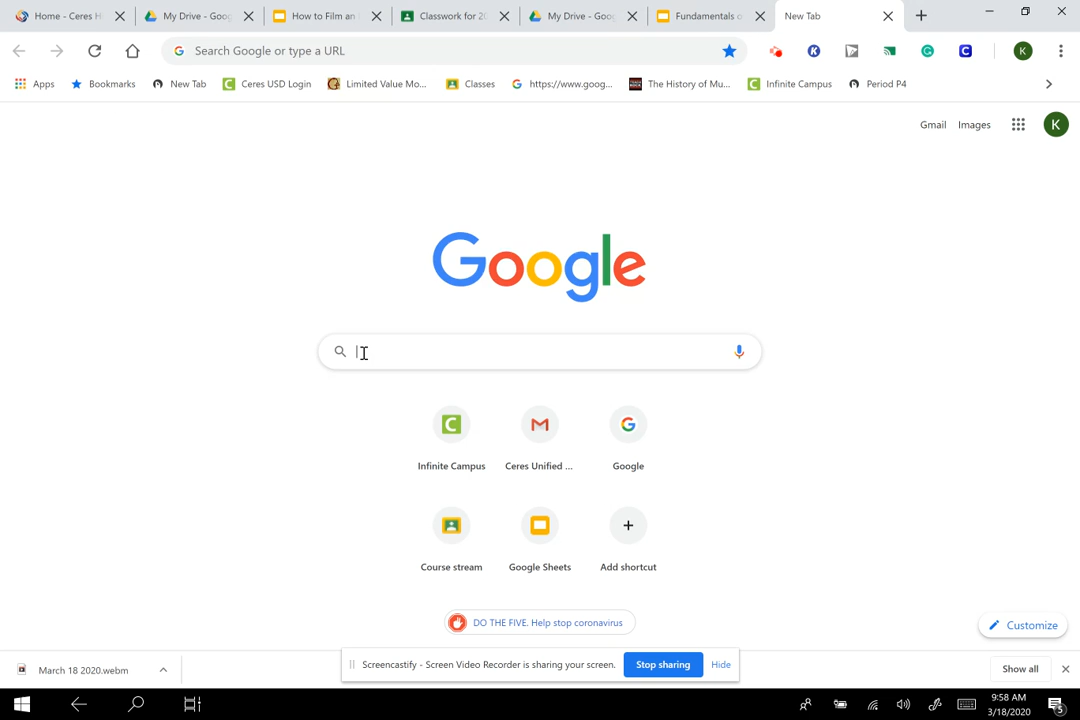 Home - Ceres H
My Drive - Goog
How to Film an
Classwork for 20
My Drive - Goog
Fundamentals o
New Tab
Search Google or type a URL
K
Apps
Bookmarks
New Tab
Ceres USD Login
Limited Value Mo...
Classes
https://www.goog...
The History of Mu...
Infinite Campus
Period P4
Gmail
Images
K
Google
Infinite Campus
Ceres Unified ...
Google
Course stream
Google Sheets
Add shortcut
DO THE FIVE. Help stop coronavirus
Customize
March 18 2020.webm
Screencastify - Screen Video Recorder is sharing your screen.
Stop sharing
Hide
Show all
9:58 AM
3/18/2020
5